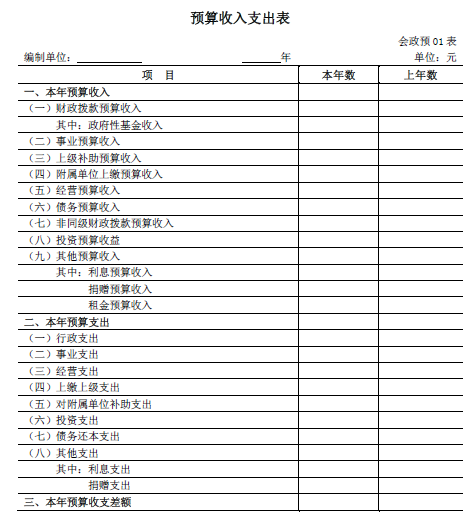 预算收入支出表
会政预 01 表
编制单位： 年 单位：元
项 目 本年数 上年数
一、本年预算收入
（一）财政拨款预算收入
其中：政府性基金收入
（二）事业预算收入
（三）上级补助预算收入
（四）附属单位上缴预算收入
（五）经营预算收入
（六）债务预算收入
（七）非同级财政拨款预算收入
（八）投资预算收益
（九）其他预算收入
其中：利息预算收入
捐赠预算收入
租金预算收入
二、本年预算支出
（一）行政支出
（二）事业支出
（三）经营支出
（四）上缴上级支出
（五）对附属单位补助支出
（六）投资支出
（七）债务还本支出
（八）其他支出
其中：利息支出
捐赠支出
三、本年预算收支差额